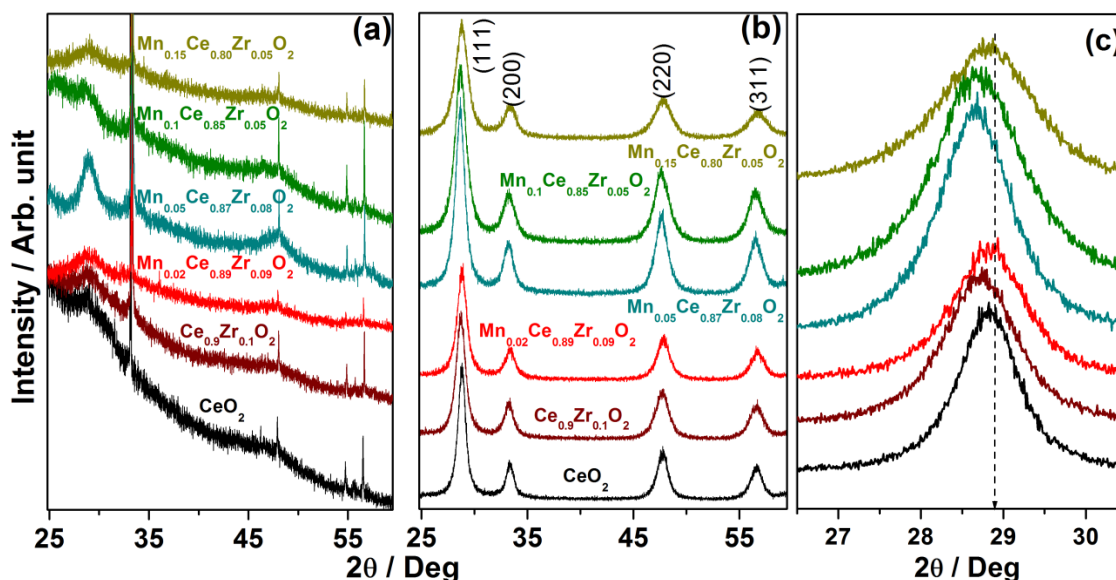 Intensity / Arb. unit
(a)
Mn₀.₁₅Ce₀.₈₀Zr₀.₀₅O₂
Mn₀.₁Ce₀.₈₅Zr₀.₀₅O₂
Mn₀.₀₅Ce₀.₈₇Zr₀.₀₈O₂
Mn₀.₀₂Ce₀.₈₉Zr₀.₀₉O₂
Ce₀.₉Zr₀.₁O₂
CeO₂
25 35 45 55
2θ / Deg
(b)
(111)
(200)
(220)
(311)
Mn₀.₁₅Ce₀.₈₀Zr₀.₀₅O₂
Mn₀.₁Ce₀.₈₅Zr₀.₀₅O₂
Mn₀.₀₅Ce₀.₈₇Zr₀.₀₈O₂
Mn₀.₀₂Ce₀.₈₉Zr₀.₀₉O₂
Ce₀.₉Zr₀.₁O₂
CeO₂
25 35 45 55
(c)
27 28 29 30
2θ / Deg